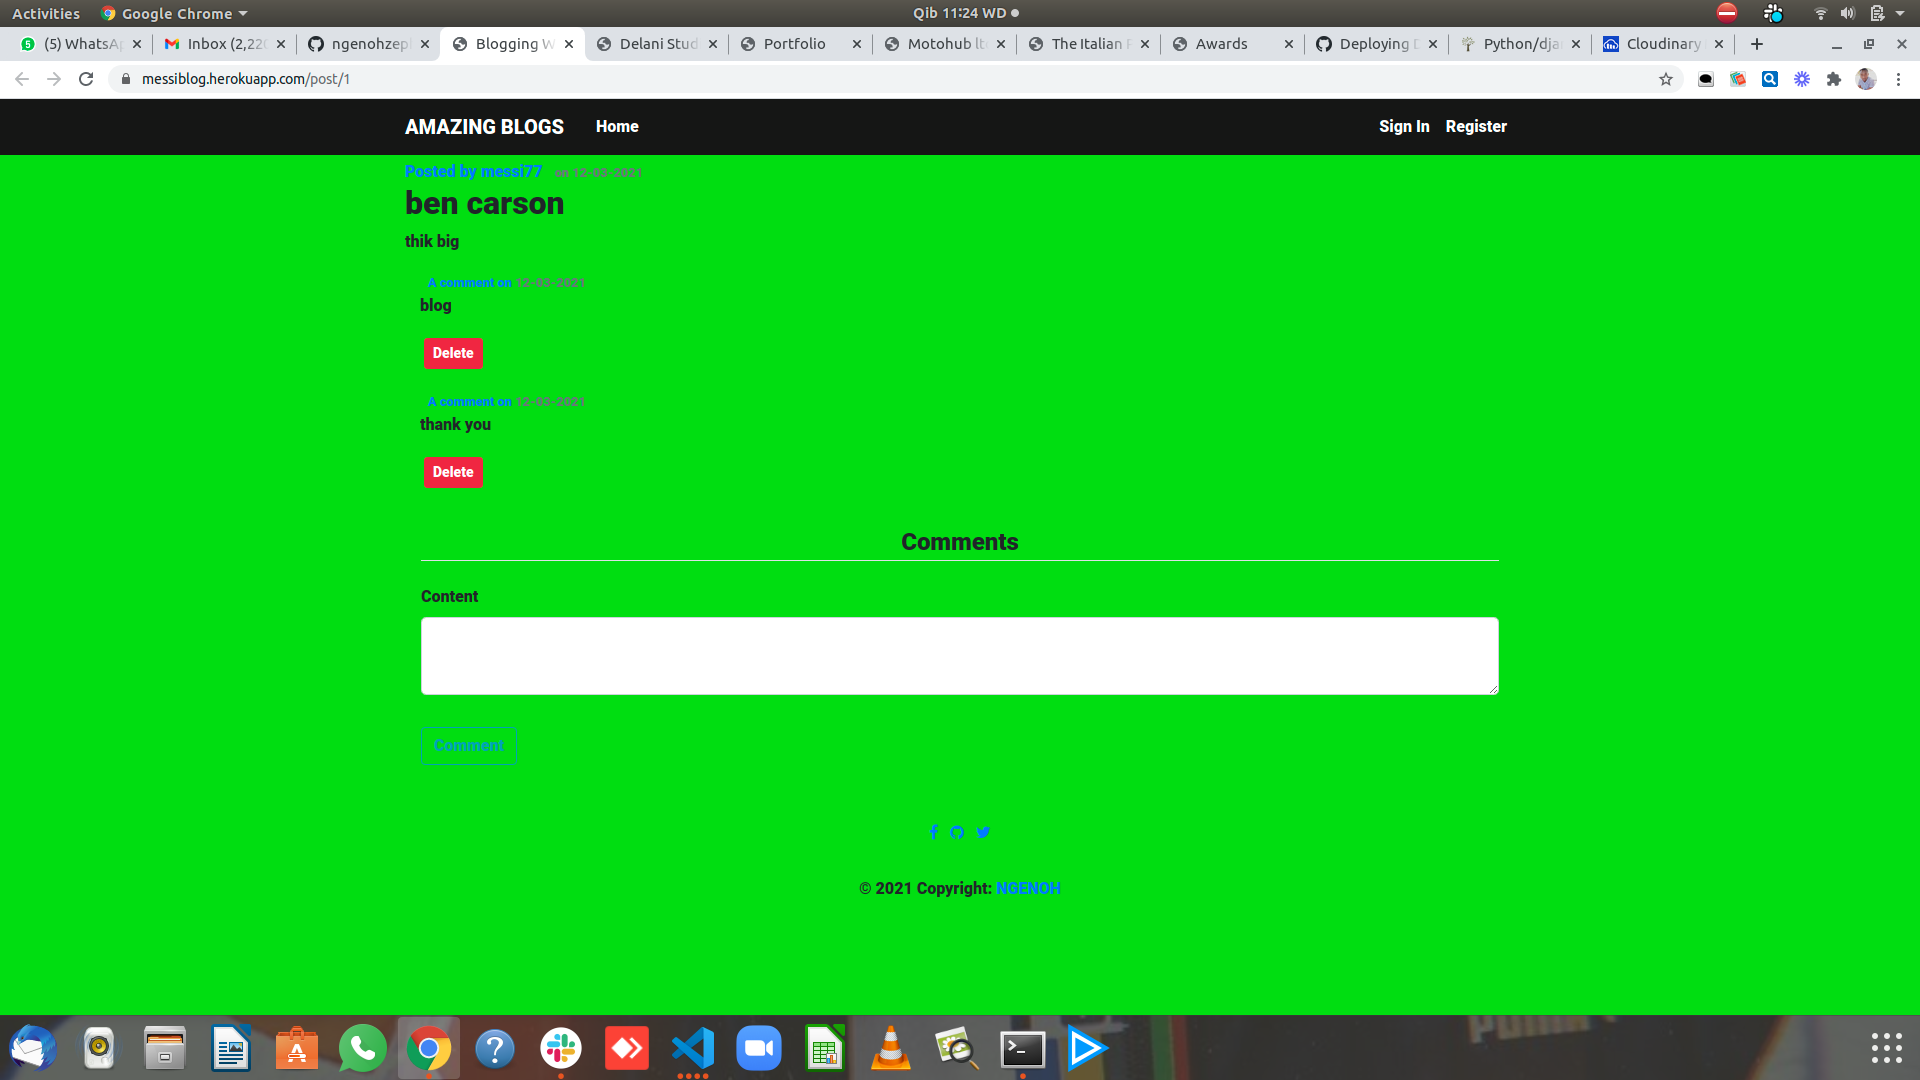 Activities
Google Chrome
Qib 11:24 WD
(5) WhatsAp
Inbox (2,220
ngenohzep
Blogging W
Delani Stud
Portfolio
Motohub lt
The Italian
Awards
Deploying
Python/dja
Cloudinary
messiblog.herokuapp.com/post/1
AMAZING BLOGS
Home
Sign In
Register
Posted by messi77 on 12-03-2021
ben carson
thik big
A comment on 12-03-2021
blog
Delete
A comment on 12-03-2021
thank you
Delete
Comments
Content
Comment
© 2021 Copyright: NGENOH